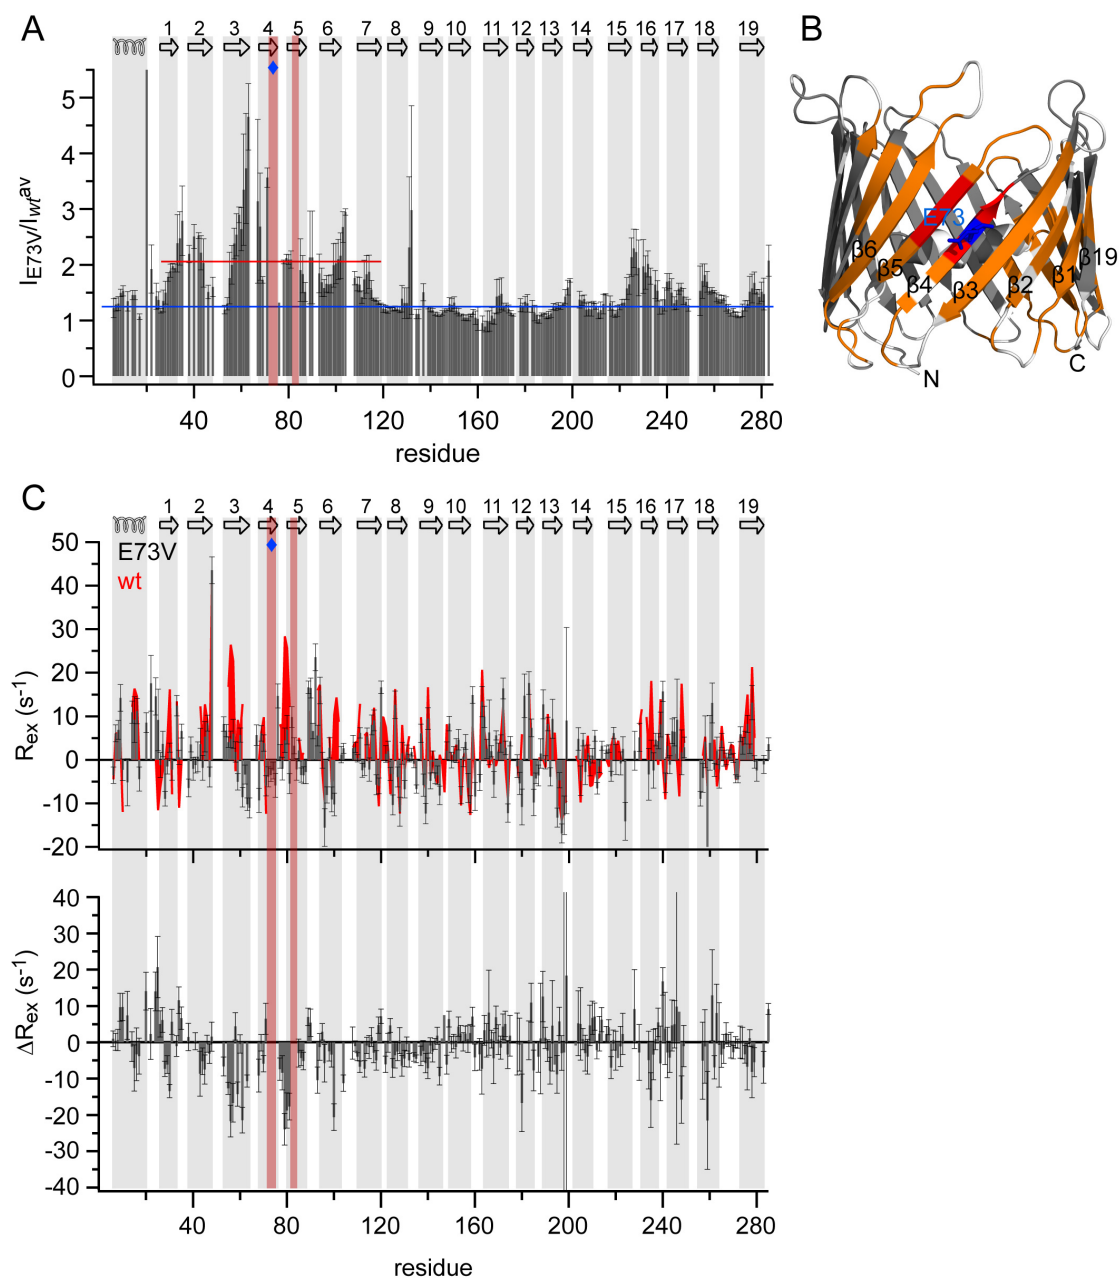 A
1 2 3 4 5 6 7 8 9 10 11 12 13 14 15 16 17 18 19
5
4
3
2
1
0
I_E73V/I_wt^av
40 80 120 160 200 240 280
residue
B
E73
β6
β5
β4
β3
β2
β1
β19
N
C
C
1 2 3 4 5 6 7 8 9 10 11 12 13 14 15 16 17 18 19
E73V
wt
50
40
30
20
10
0
-10
-20
R_ex (s⁻¹)
40
30
20
10
0
-10
-20
-30
-40
ΔR_ex (s⁻¹)
40 80 120 160 200 240 280
residue